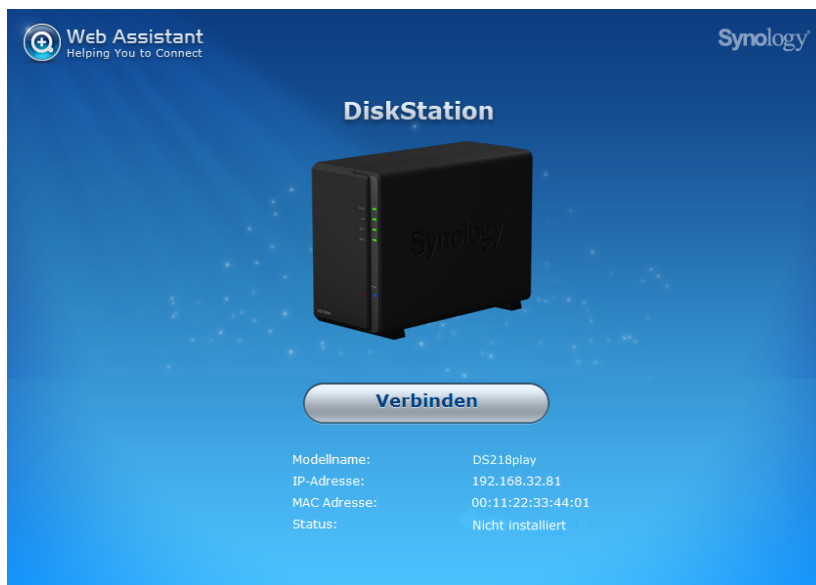 Web Assistant
Helping You to Connect
Synology
DiskStation
Synology
Verbinden
Modellname: DS218play
IP-Adresse: 192.168.32.81
MAC Adresse: 00:11:22:33:44:01
Status: Nicht installiert